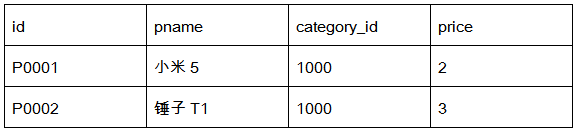 id pname category_id price
P0001 小米 5 1000 2
P0002 锤子 T1 1000 3